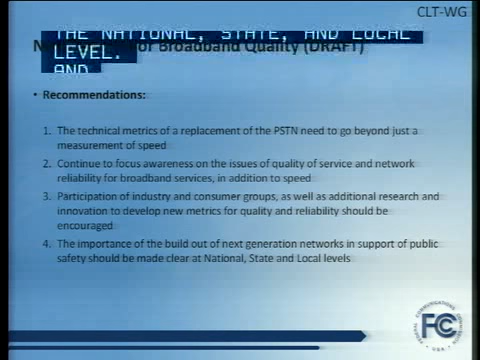 CLT-WG
THE NATIONAL, STATE, AND LOCAL
LEVEL.
AND
for Broadband Quality (DRAFT)
• Recommendations:
1. The technical metrics of a replacement of the PSTN need to go beyond just a
measurement of speed
2. Continue to focus awareness on the issues of quality of service and network
reliability for broadband services, in addition to speed
3. Participation of industry and consumer groups, as well as additional research and
innovation to develop new metrics for quality and reliability should be
encouraged
4. The importance of the build out of next generation networks in support of public
safety should be made clear at National, State and Local levels
FEDERAL COMMUNICATIONS COMMISSION
FCC
USA